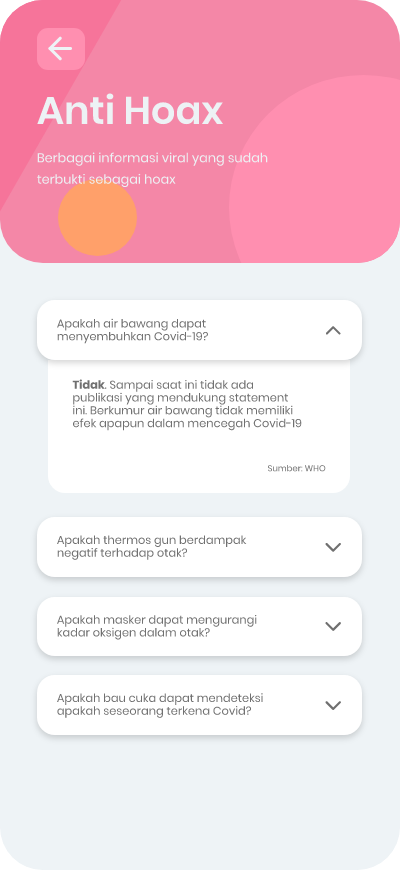 Anti Hoax
Berbagai informasi viral yang sudah
terbukti sebagai hoax
Apakah air bawang dapat
menyembuhkan Covid-19?
Tidak. Sampai saat ini tidak ada
publikasi yang mendukung statement
ini. Berkumur air bawang tidak memiliki
efek apapun dalam mencegah Covid-19
Sumber: WHO
Apakah thermos gun berdampak
negatif terhadap otak?
Apakah masker dapat mengurangi
kadar oksigen dalam otak?
Apakah bau cuka dapat mendeteksi
apakah seseorang terkena Covid?